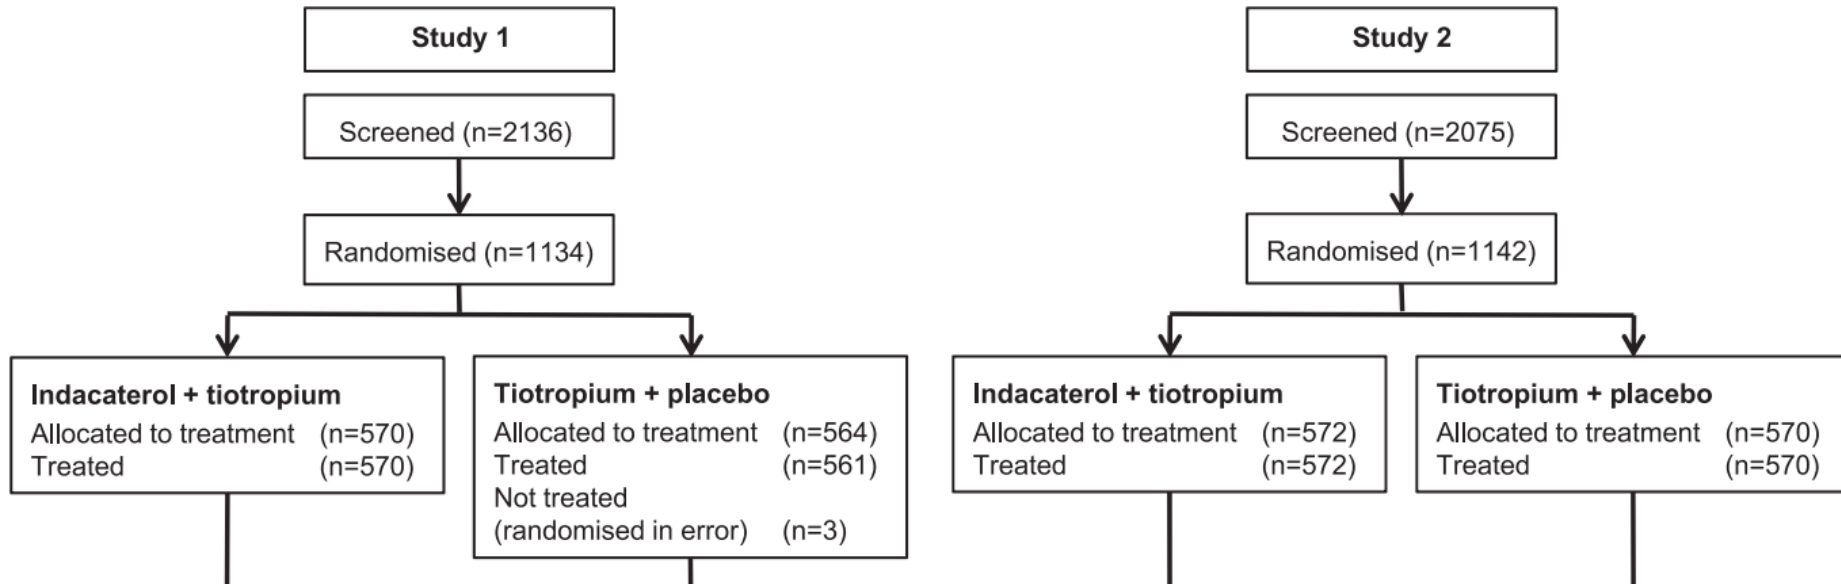 Study 1
Screened (n=2136)
Randomised (n=1134)
Indacaterol + tiotropium
Allocated to treatment (n=570)
Treated (n=570)
Tiotropium + placebo
Allocated to treatment (n=564)
Treated (n=561)
Not treated
(randomised in error) (n=3)
Study 2
Screened (n=2075)
Randomised (n=1142)
Indacaterol + tiotropium
Allocated to treatment (n=572)
Treated (n=572)
Tiotropium + placebo
Allocated to treatment (n=570)
Treated (n=570)